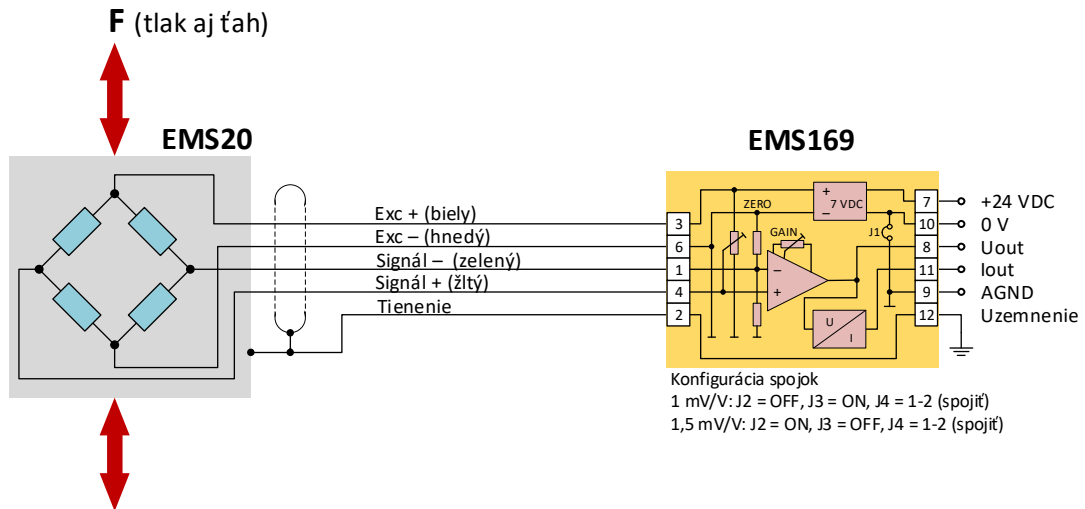 F (tlak aj ťah)
EMS20
EMS169
Exc + (biely)
Exc – (hnedý)
Signál – (zelený)
Signál + (žltý)
Tienenie
3
6
1
4
2
ZERO
GAIN
+
7 VDC
–
J1
–
+
U
I
7
10
8
11
9
12
+24 VDC
0 V
Uout
Iout
AGND
Uzemnenie
Konfigurácia spojok
1 mV/V: J2 = OFF, J3 = ON, J4 = 1-2 (spojiť)
1,5 mV/V: J2 = ON, J3 = OFF, J4 = 1-2 (spojiť)